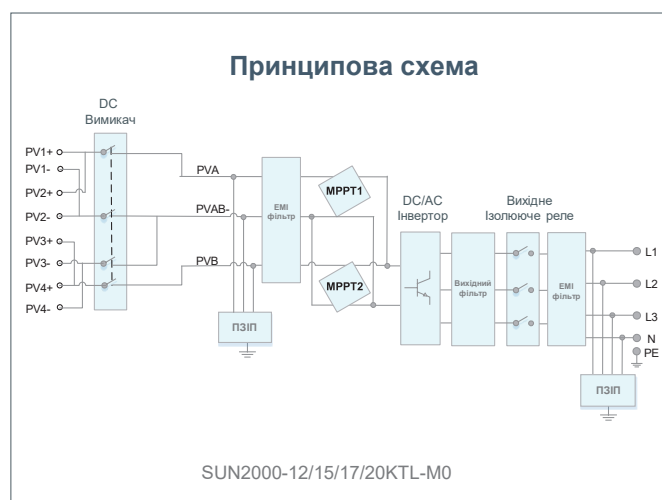 Принципова схема
DC
Вимикач
PV1+
PV1-
PV2+
PV2-
PV3+
PV3-
PV4+
PV4-
PVA
PVAB-
PVB
ПЗІП
EMI
фільтр
MPPT1
MPPT2
DC/AC
Інвертор
Вихідний
фільтр
Вихідне
Ізолююче реле
EMI
фільтр
L1
L2
L3
N
PE
ПЗІП
SUN2000-12/15/17/20KTL-M0